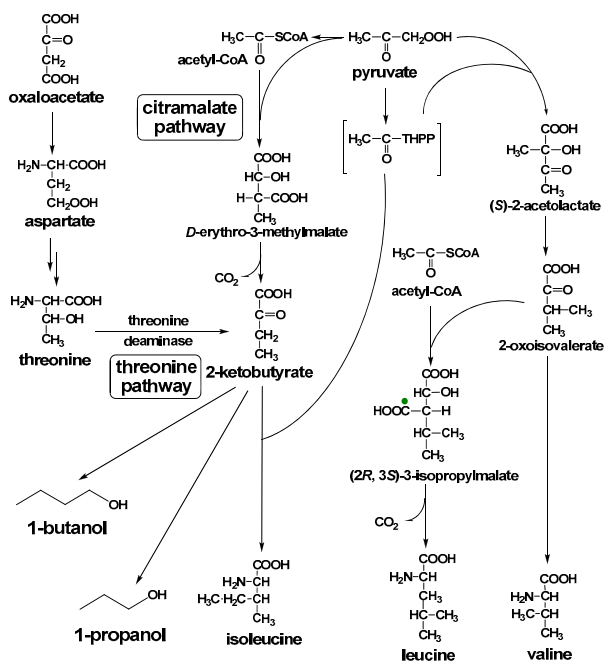 COOH
C=O
CH₂
COOH
oxaloacetate
H₃C–C–SCoA
O
acetyl-CoA
H₃C–C–CH₂–OOOH
O
pyruvate
citramalate
pathway
H₃C–C–THPP
O
COOH
H₃C–C–OH
C=O
CH₃
(S)-2-acetolactate
H₂N–CH–COOH
CH₂
CH₂–OOOH
aspartate
COOH
HC–OH
H–C–COOH
CH₃
D-erythro-3-methylmalate
H₃C–C–SCoA
O
acetyl-CoA
CO₂
COOH
C=O
HC–CH₃
CH₃
2-oxoisovalerate
H₂N–CH–COOH
CH–OH
CH₃
threonine
threonine
deaminase
threonine
pathway
COOH
C=O
CH₂
CH₃
2-ketobutyrate
COOH
HC–OH
HOOC–C–H
HC–CH₃
CH₃
(2R, 3S)-3-isopropylmalate
OH
1-butanol
CO₂
OH
1-propanol
COOH
H₂N–CH
H₃C·H₂C–CH
CH₃
isoleucine
COOH
H₂N–CH
CH₂
HC–CH₃
CH₃
leucine
COOH
H₂N–CH
H₃C–CH
CH₃
valine